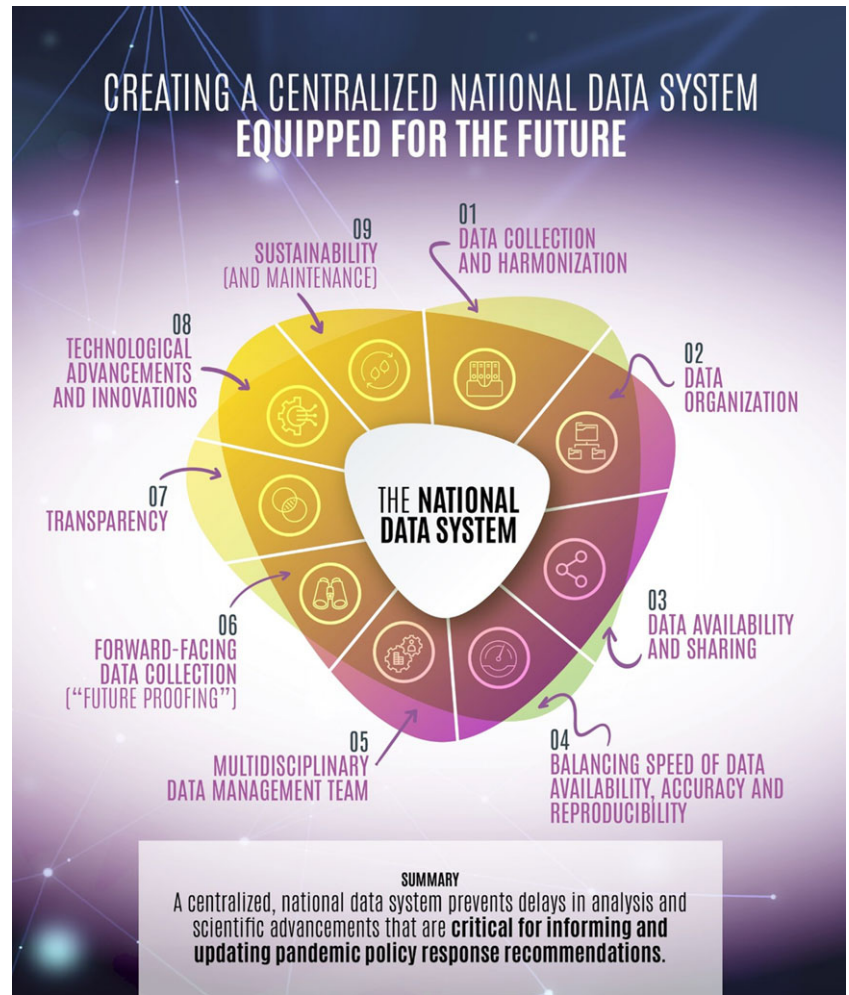 CREATING A CENTRALIZED NATIONAL DATA SYSTEM
EQUIPPED FOR THE FUTURE
01
DATA COLLECTION
AND HARMONIZATION
02
DATA
ORGANIZATION
03
DATA AVAILABILITY
AND SHARING
04
BALANCING SPEED OF DATA
AVAILABILITY, ACCURACY AND
REPRODUCIBILITY
05
MULTIDISCIPLINARY
DATA MANAGEMENT TEAM
06
FORWARD-FACING
DATA COLLECTION
(“FUTURE PROOFING”)
07
TRANSPARENCY
08
TECHNOLOGICAL
ADVANCEMENTS
AND INNOVATIONS
09
SUSTAINABILITY
(AND MAINTENANCE)
THE NATIONAL
DATA SYSTEM
SUMMARY
A centralized, national data system prevents delays in analysis and
scientific advancements that are critical for informing and
updating pandemic policy response recommendations.